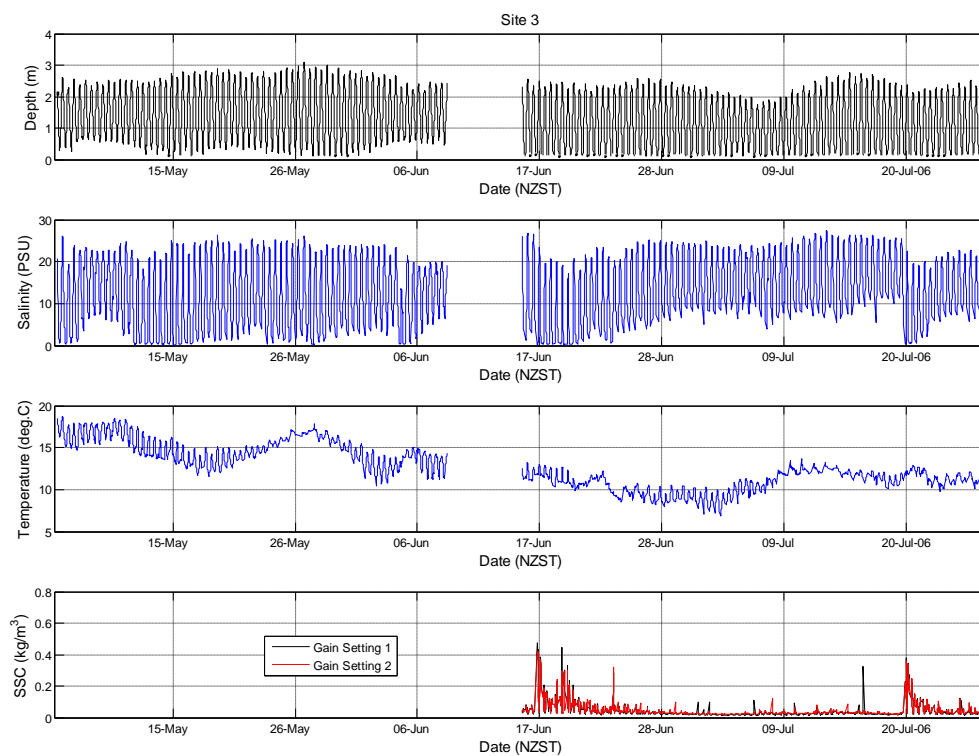 Site 3
4
3
2
1
0
Depth (m)
15-May 26-May 06-Jun 17-Jun 28-Jun 09-Jul 20-Jul-06
Date (NZST)
30
20
10
0
Salinity (PSU)
15-May 26-May 06-Jun 17-Jun 28-Jun 09-Jul 20-Jul-06
Date (NZST)
20
15
10
5
Temperature (deg.C)
15-May 26-May 06-Jun 17-Jun 28-Jun 09-Jul 20-Jul-06
Date (NZST)
0.8
0.6
0.4
0.2
0
SSC (kg/m³)
Gain Setting 1
Gain Setting 2
15-May 26-May 06-Jun 17-Jun 28-Jun 09-Jul 20-Jul-06
Date (NZST)